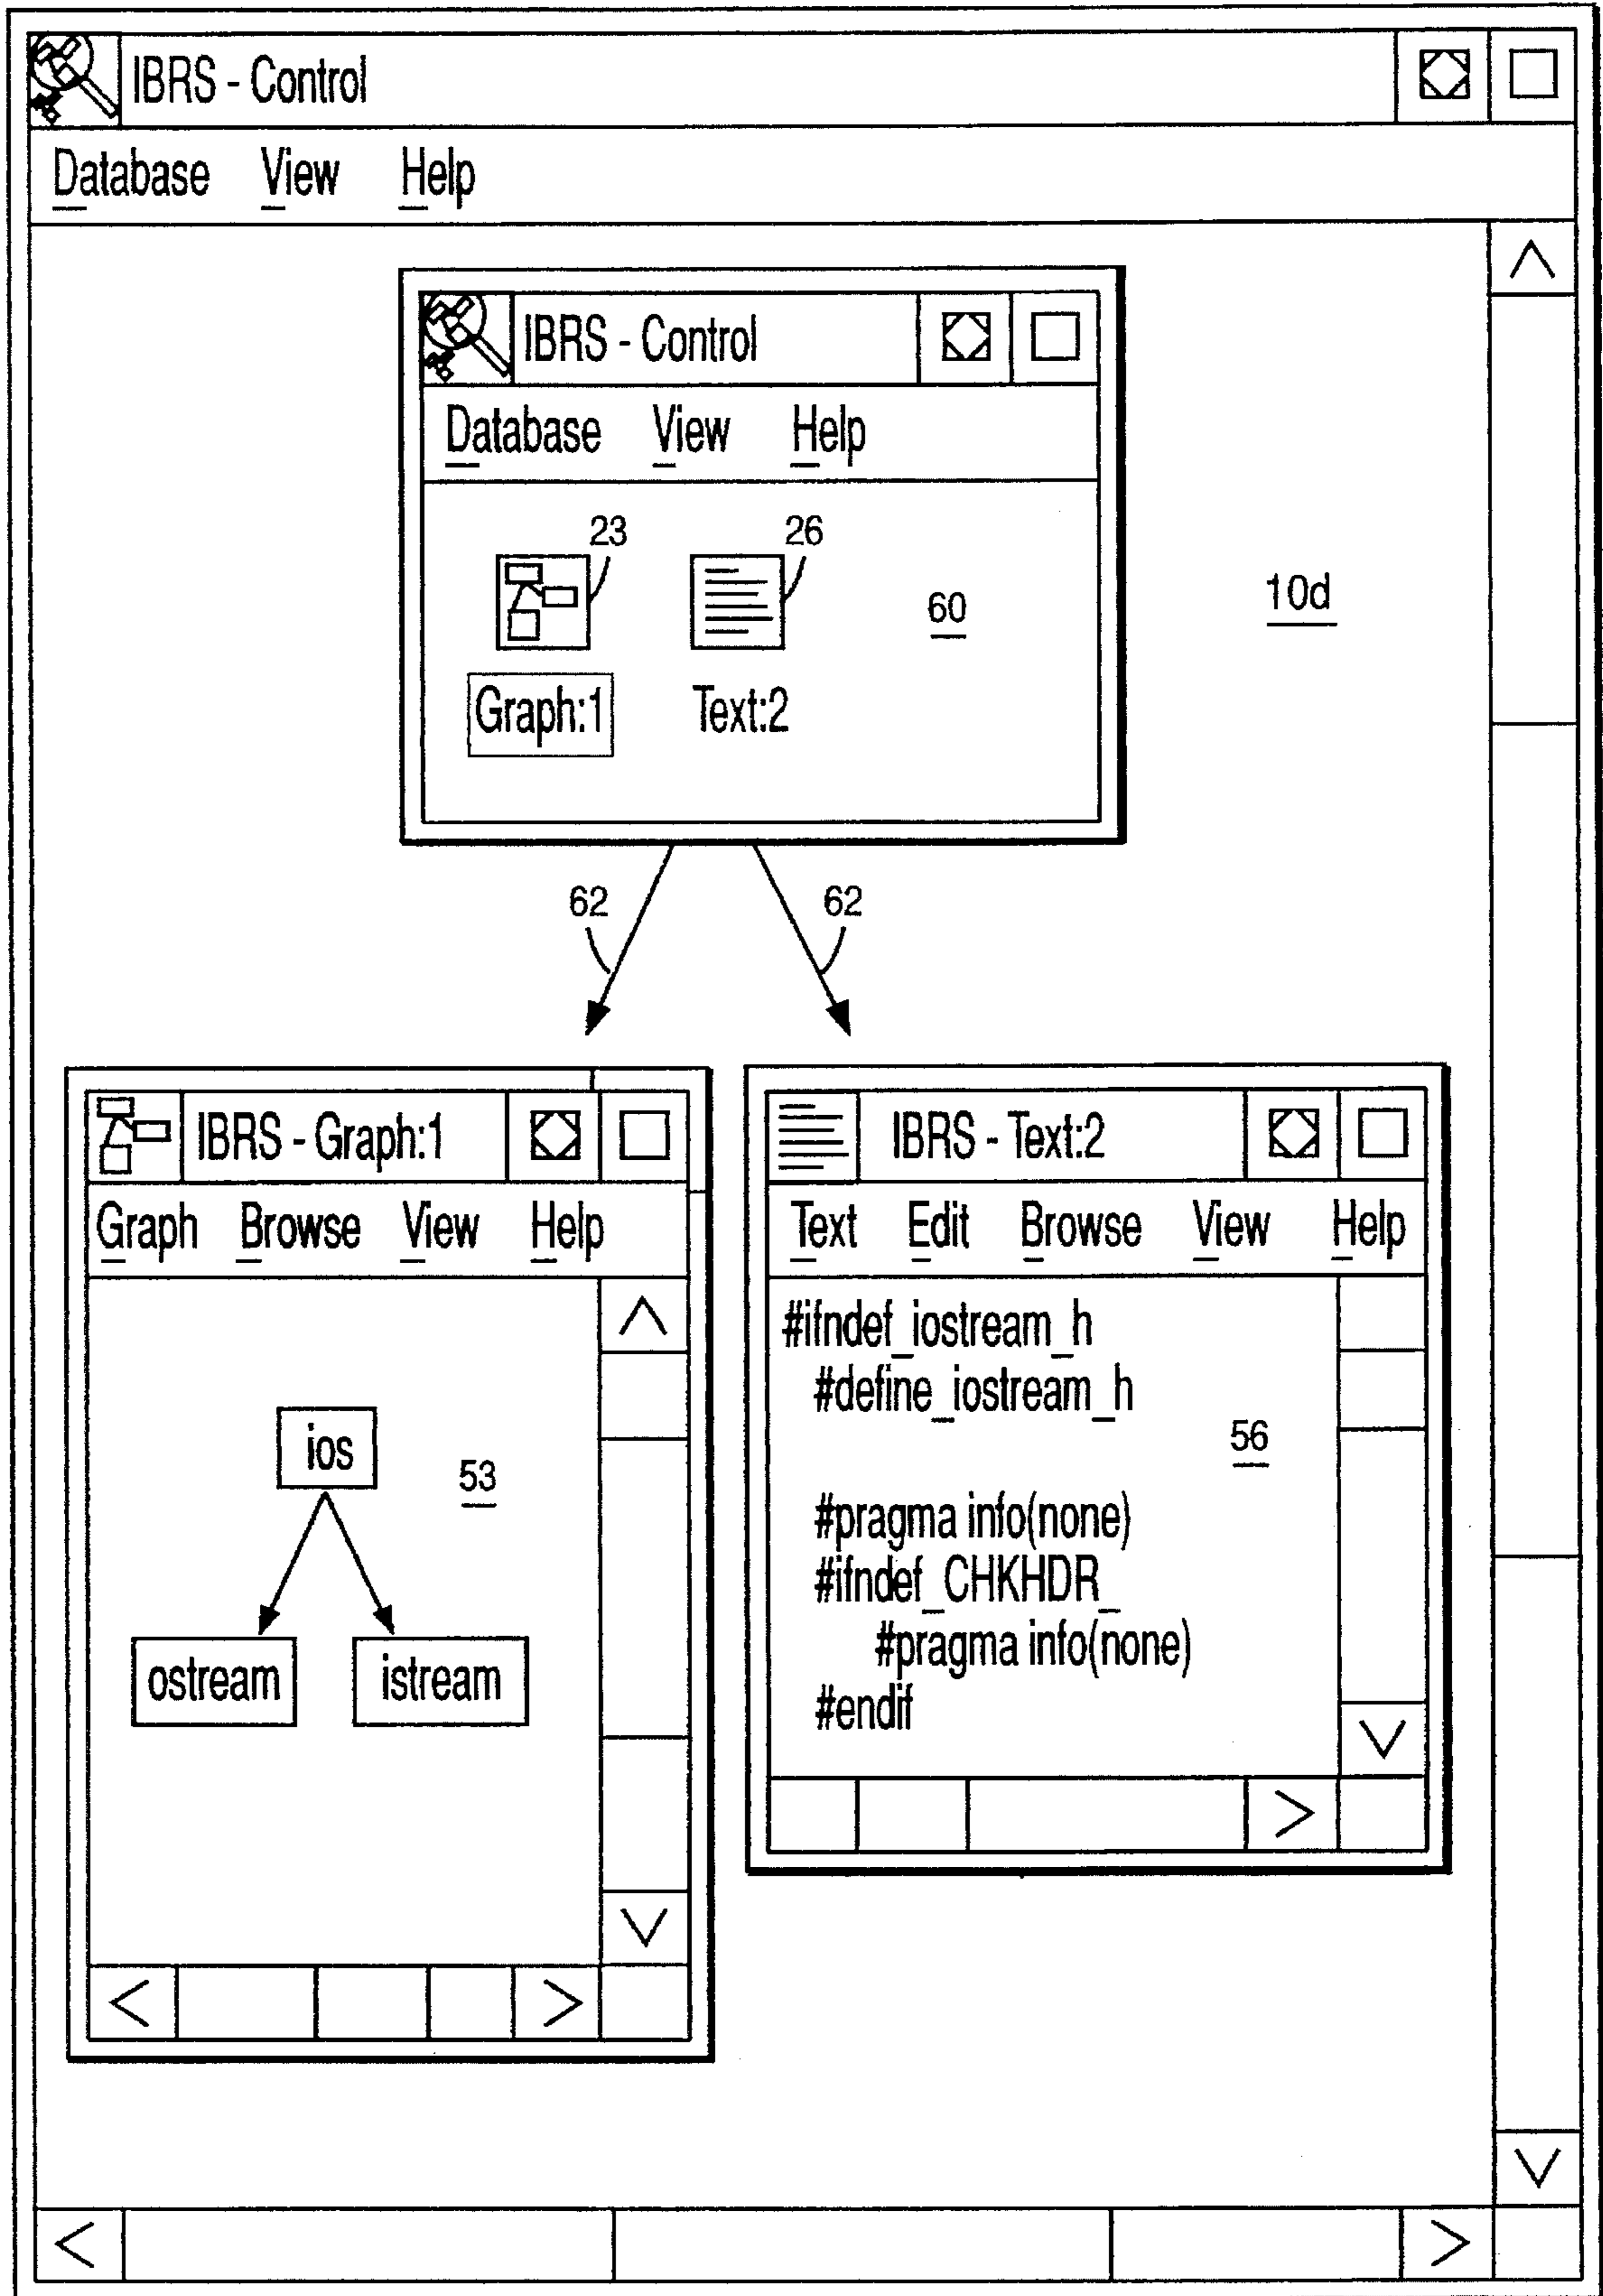 IBRS - Control
Database View Help
IBRS - Control
Database View Help
23 26
60
10d
Graph:1 Text:2
62 62
IBRS - Graph:1
Graph Browse View Help
ios
53
ostream istream
IBRS - Text:2
Text Edit Browse View Help
#ifndef_iostream_h
#define_iostream_h
56
#pragma info(none)
#ifndef_CHKHDR_
#pragma info(none)
#endif